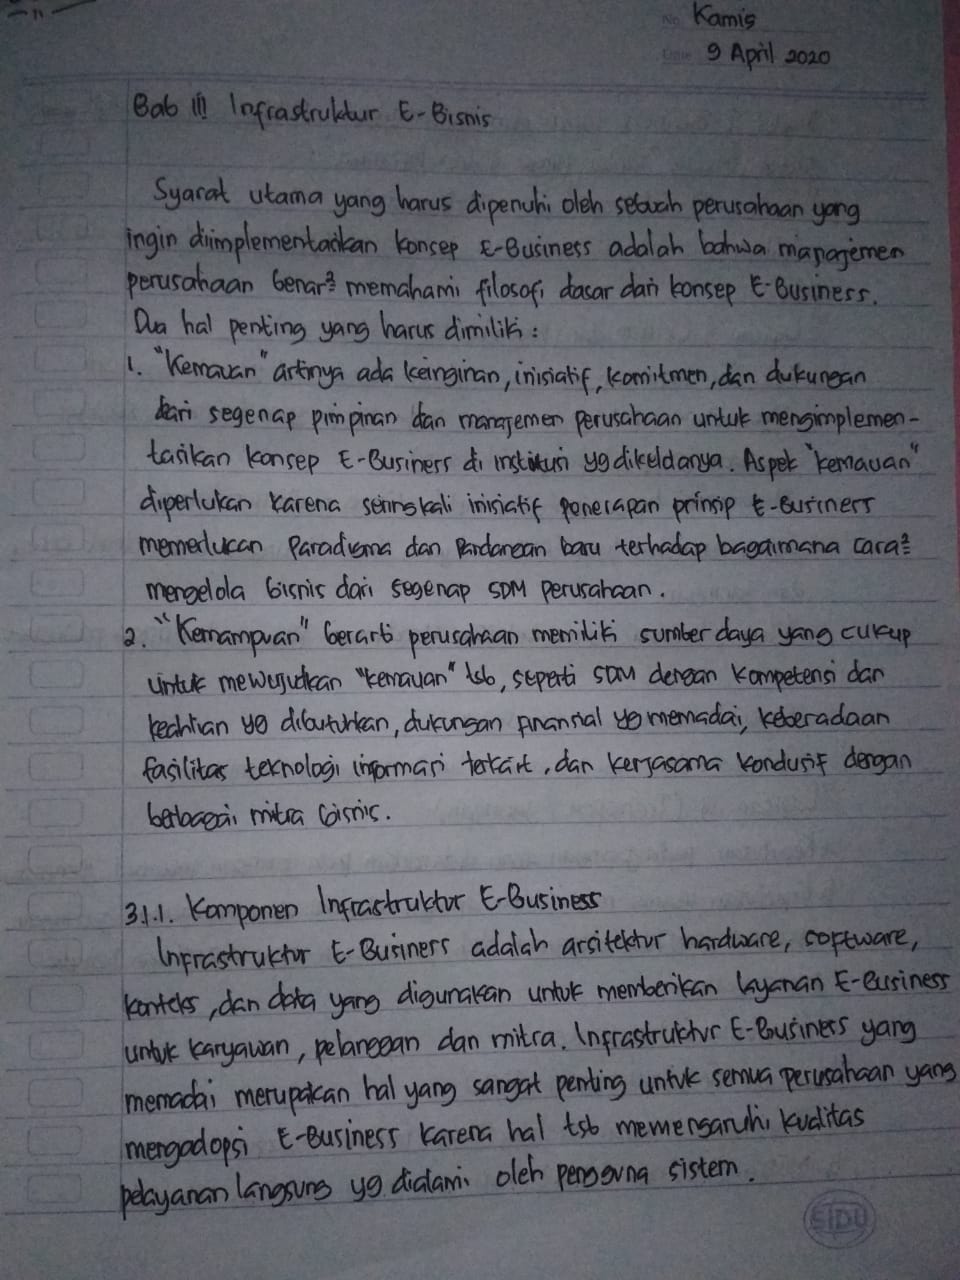 No Kamis
Date 9 April 2020
Bab III Infrastruktur E-Bisnis
Syarat utama yang harus dipenuhi oleh sebuah perusahaan yang
ingin diimplementasikan konsep E-Business adalah bahwa manajemen
perusahaan benar² memahami filosofi dasar dari konsep E-Business.
Dua hal penting yang harus dimiliki :
1. "Kemauan" artinya ada keinginan, inisiatif, komitmen, dan dukungan
dari segenap pimpinan dan manajemen perusahaan untuk mengimplemen-
tasikan konsep E-Business di institusi yg dikelolanya. Aspek "kemauan"
diperlukan karena seringkali inisiatif penerapan prinsip E-Business
memerlukan Paradigma dan Pandangan baru terhadap bagaimana cara²
mengelola bisnis dari segenap SDM perusahaan.
2. "Kemampuan" berarti perusahaan memiliki sumber daya yang cukup
untuk mewujudkan "kemauan" tsb, seperti SDM dengan kompetensi dan
keahlian yg dibutuhkan, dukungan finansial yg memadai, keberadaan
fasilitas teknologi informasi terkait, dan kerjasama kondusif dengan
berbagai mitra bisnis.
3.1.1. Komponen Infrastruktur E-Business
Infrastruktur E-Business adalah arsitektur hardware, software,
konteks, dan data yang digunakan untuk memberikan layanan E-Business
untuk karyawan, pelanggan dan mitra. Infrastruktur E-Business yang
memadai merupakan hal yang sangat penting untuk semua perusahaan yang
mengadopsi E-Business karena hal tsb memengaruhi kualitas
pelayanan langsung yg dialami oleh pengguna sistem.
SIDU